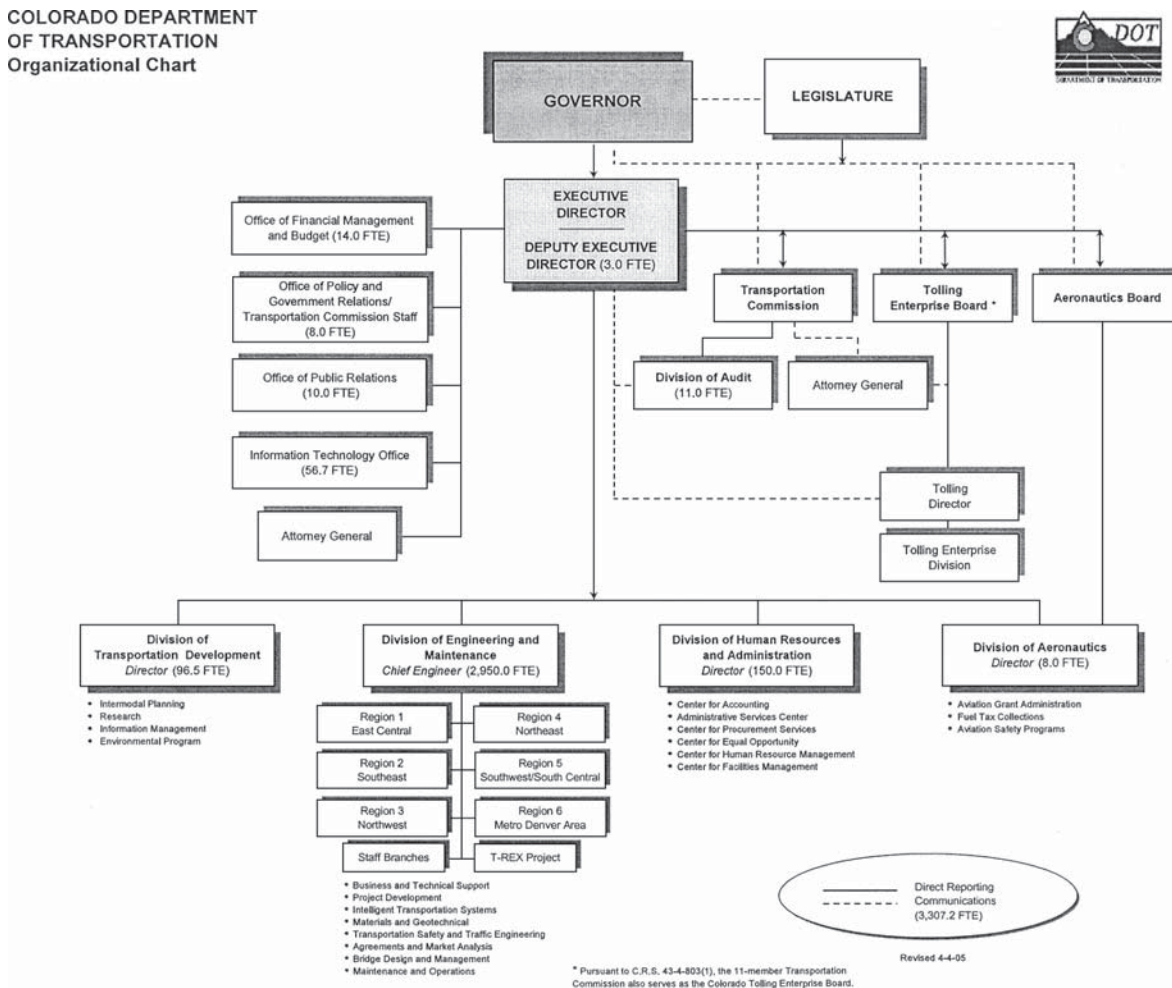 COLORADO DEPARTMENT
OF TRANSPORTATION
Organizational Chart
DOT
DEPARTMENT OF TRANSPORTATION
GOVERNOR
LEGISLATURE
EXECUTIVE
DIRECTOR
DEPUTY EXECUTIVE
DIRECTOR (3.0 FTE)
Office of Financial Management
and Budget (14.0 FTE)
Office of Policy and
Government Relations/
Transportation Commission Staff
(8.0 FTE)
Office of Public Relations
(10.0 FTE)
Information Technology Office
(56.7 FTE)
Attorney General
Transportation
Commission
Tolling
Enterprise Board *
Aeronautics Board
Division of Audit
(11.0 FTE)
Attorney General
Tolling
Director
Tolling Enterprise
Division
Division of
Transportation Development
Director (96.5 FTE)
• Intermodal Planning
• Research
• Information Management
• Environmental Program
Division of Engineering and
Maintenance
Chief Engineer (2,950.0 FTE)
Region 1
East Central
Region 4
Northeast
Region 2
Southeast
Region 5
Southwest/South Central
Region 3
Northwest
Region 6
Metro Denver Area
Staff Branches
T-REX Project
• Business and Technical Support
• Project Development
• Intelligent Transportation Systems
• Materials and Geotechnical
• Transportation Safety and Traffic Engineering
• Agreements and Market Analysis
• Bridge Design and Management
• Maintenance and Operations
Division of Human Resources
and Administration
Director (150.0 FTE)
• Center for Accounting
• Administrative Services Center
• Center for Procurement Services
• Center for Equal Opportunity
• Center for Human Resource Management
• Center for Facilities Management
Division of Aeronautics
Director (8.0 FTE)
• Aviation Grant Administration
• Fuel Tax Collections
• Aviation Safety Programs
Direct Reporting
Communications
(3,307.2 FTE)
Revised 4-4-05
* Pursuant to C.R.S. 43-4-803(1), the 11-member Transportation
Commission also serves as the Colorado Tolling Enterprise Board.